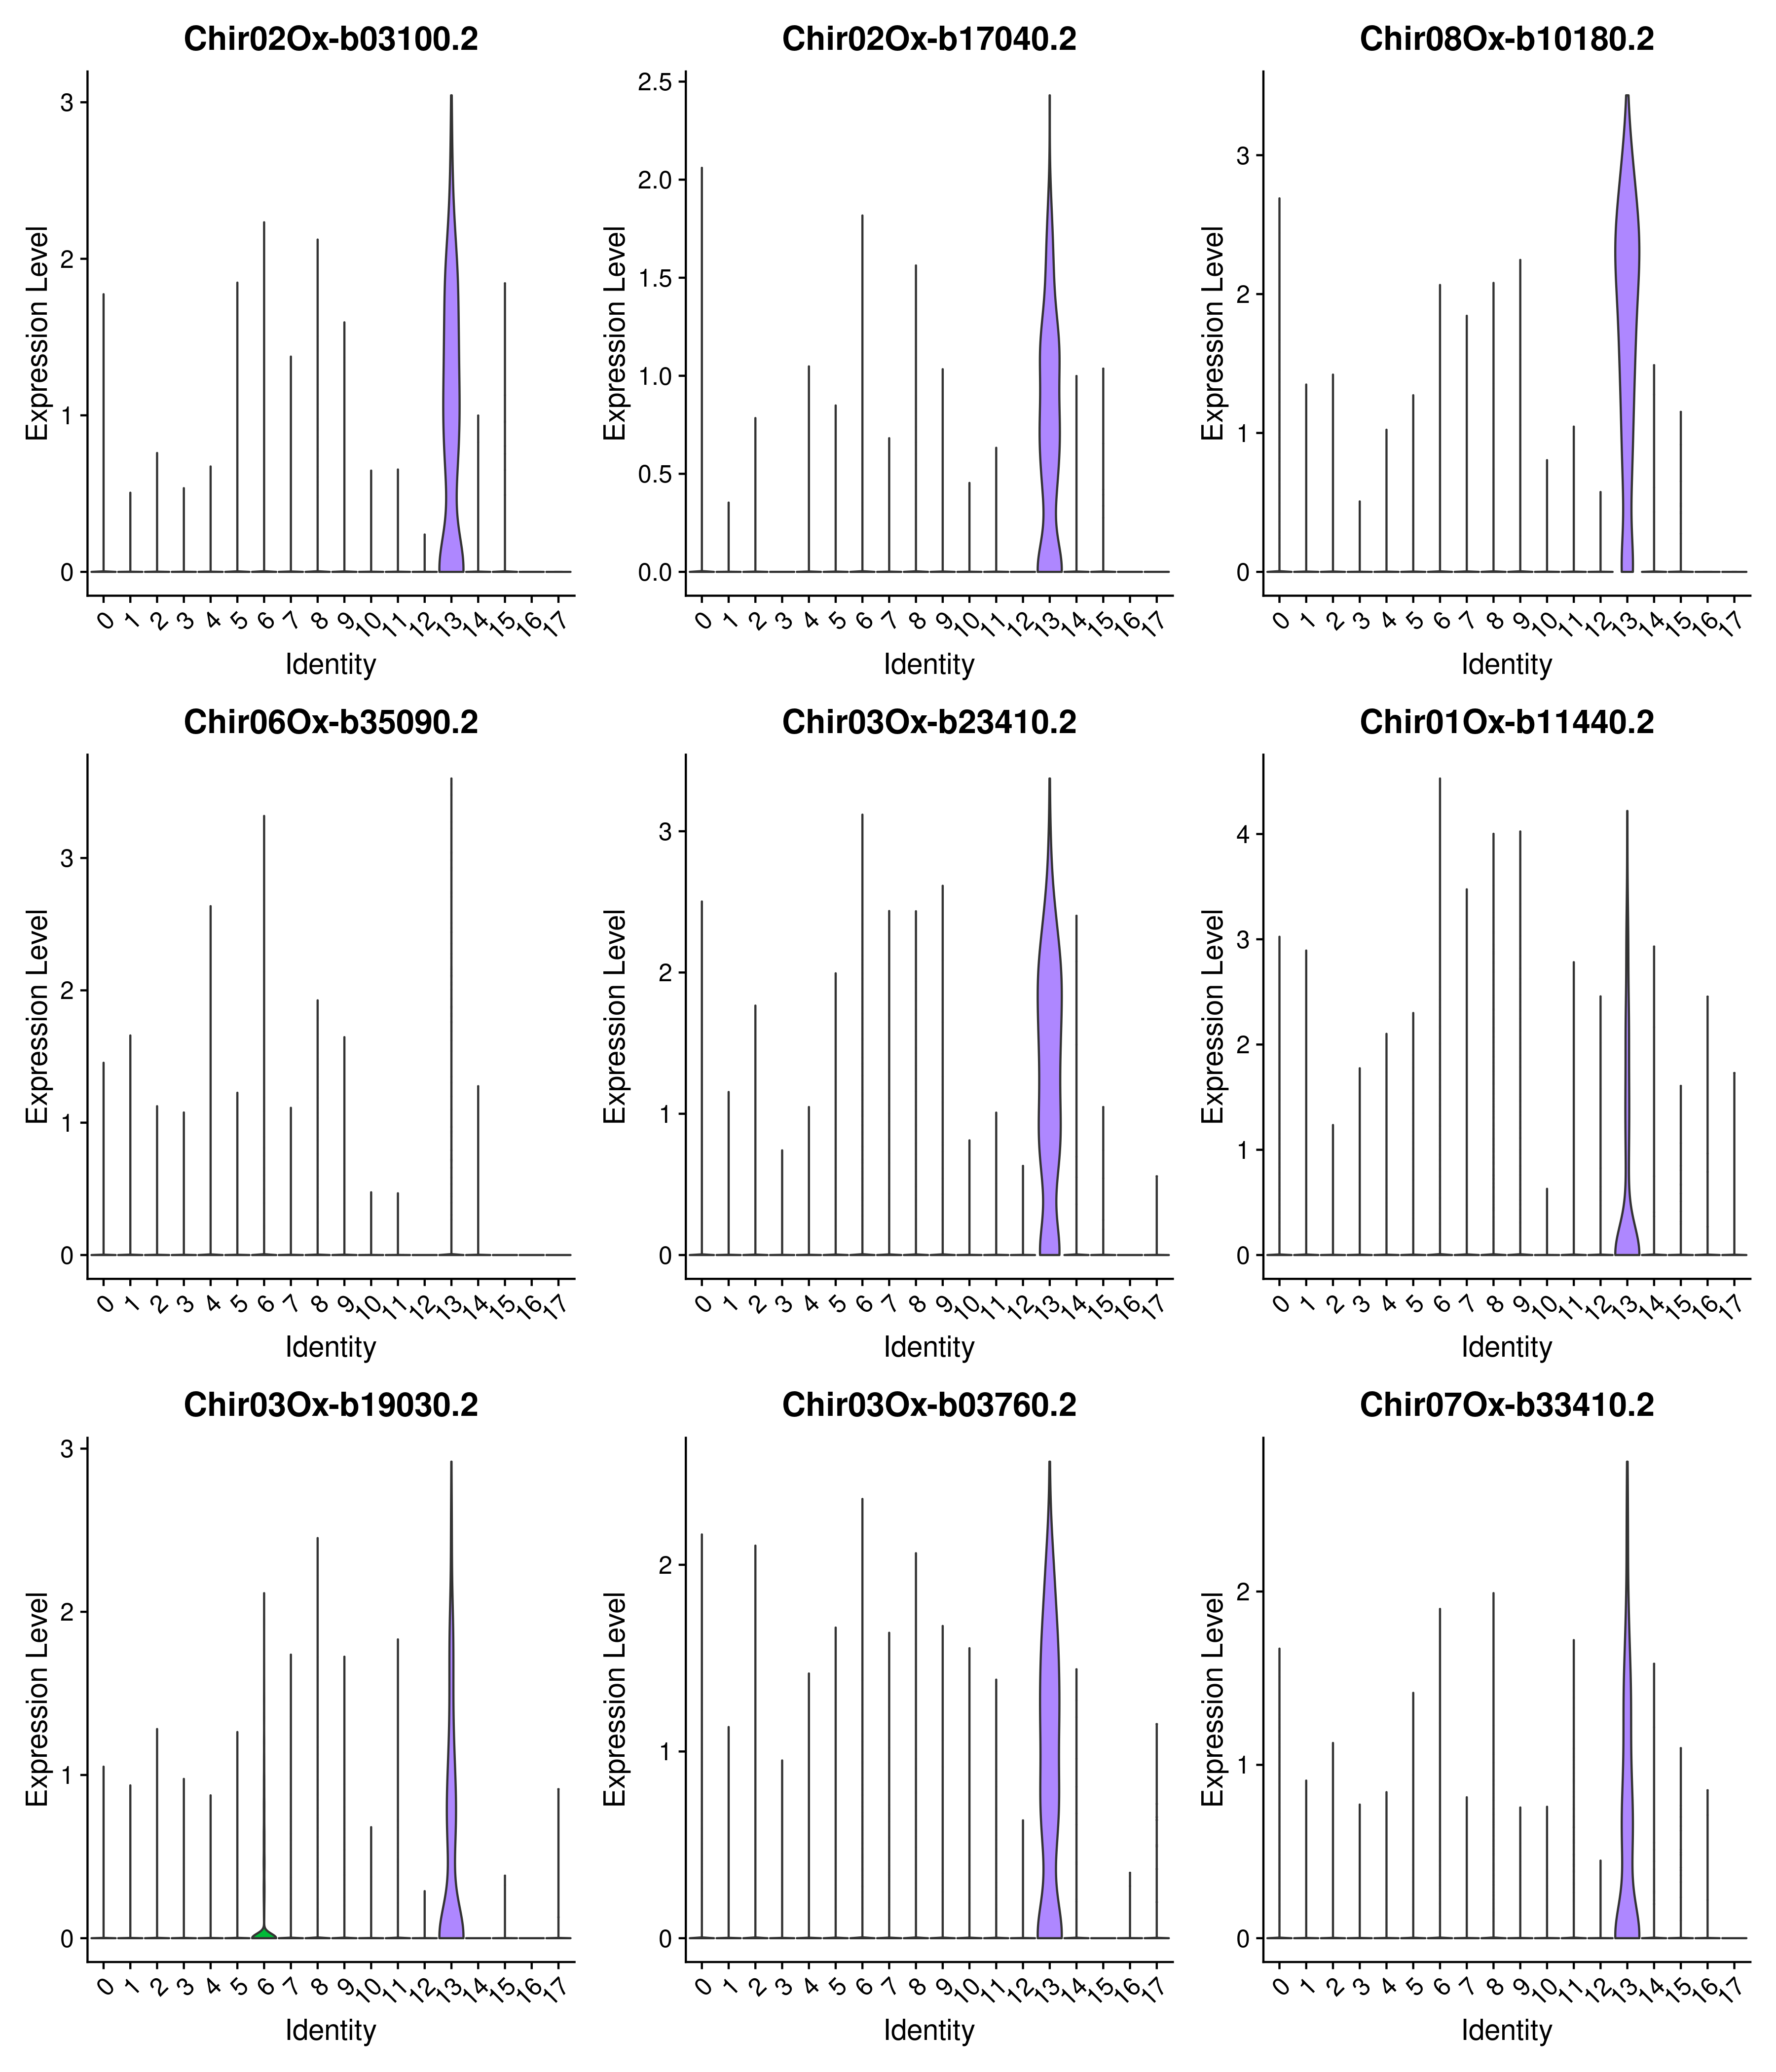 Chir02Ox-b03100.2
Expression Level
3
2
1
0
0 1 2 3 4 5 6 7 8 9 10 11 12 13 14 15 16 17
Identity
Chir02Ox-b17040.2
Expression Level
2.5
2.0
1.5
1.0
0.5
0.0
0 1 2 3 4 5 6 7 8 9 10 11 12 13 14 15 16 17
Identity
Chir08Ox-b10180.2
Expression Level
3
2
1
0
0 1 2 3 4 5 6 7 8 9 10 11 12 13 14 15 16 17
Identity
Chir06Ox-b35090.2
Expression Level
3
2
1
0
0 1 2 3 4 5 6 7 8 9 10 11 12 13 14 15 16 17
Identity
Chir03Ox-b23410.2
Expression Level
3
2
1
0
0 1 2 3 4 5 6 7 8 9 10 11 12 13 14 15 16 17
Identity
Chir01Ox-b11440.2
Expression Level
4
3
2
1
0
0 1 2 3 4 5 6 7 8 9 10 11 12 13 14 15 16 17
Identity
Chir03Ox-b19030.2
Expression Level
3
2
1
0
0 1 2 3 4 5 6 7 8 9 10 11 12 13 14 15 16 17
Identity
Chir03Ox-b03760.2
Expression Level
2
1
0
0 1 2 3 4 5 6 7 8 9 10 11 12 13 14 15 16 17
Identity
Chir07Ox-b33410.2
Expression Level
2
1
0
0 1 2 3 4 5 6 7 8 9 10 11 12 13 14 15 16 17
Identity